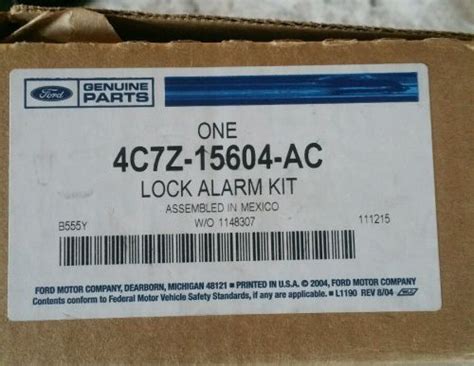 Ford
GENUINE
PARTS
ONE
4C7Z-15604-AC
LOCK ALARM KIT
ASSEMBLED IN MEXICO
B555Y W/O 1148307 111215
FORD MOTOR COMPANY, DEARBORN, MICHIGAN 48121 ■ PRINTED IN U.S.A. © 2004, FORD MOTOR COMPANY
Contents conform to Federal Motor Vehicle Safety Standards, if any are applicable. ■ L1190 REV 8/04